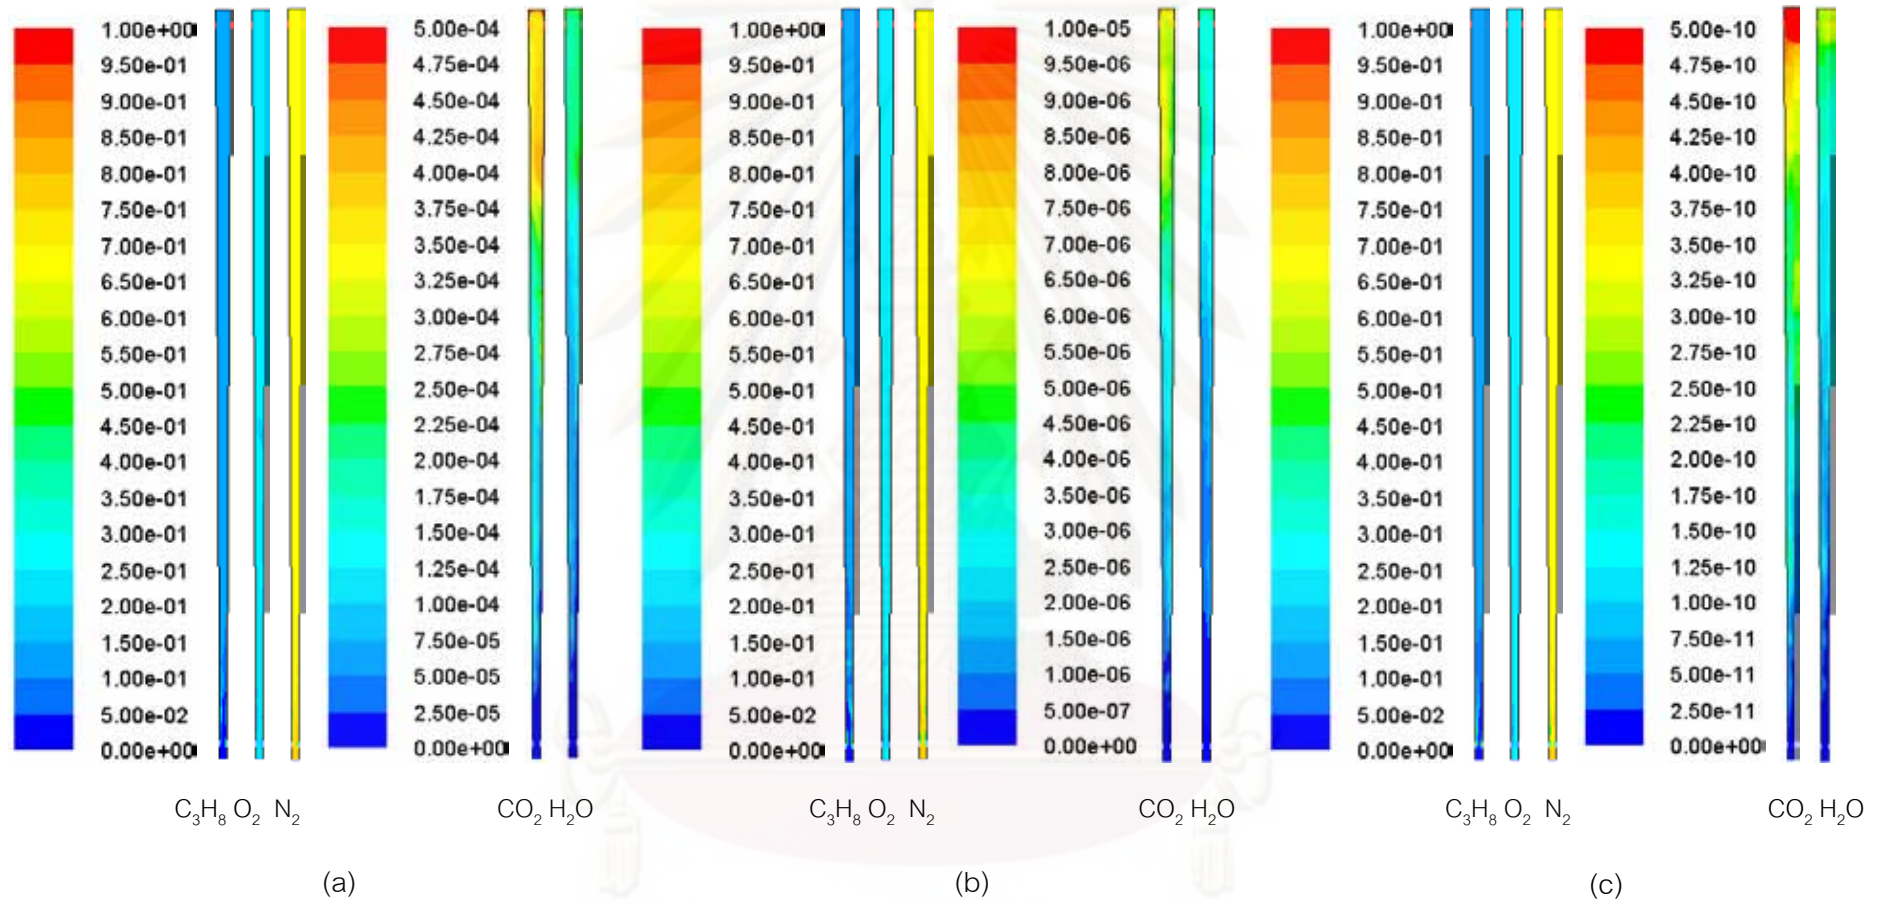 1.00e+00
9.50e-01
9.00e-01
8.50e-01
8.00e-01
7.50e-01
7.00e-01
6.50e-01
6.00e-01
5.50e-01
5.00e-01
4.50e-01
4.00e-01
3.50e-01
3.00e-01
2.50e-01
2.00e-01
1.50e-01
1.00e-01
5.00e-02
0.00e+00
C₃H₈ O₂ N₂
5.00e-04
4.75e-04
4.50e-04
4.25e-04
4.00e-04
3.75e-04
3.50e-04
3.25e-04
3.00e-04
2.75e-04
2.50e-04
2.25e-04
2.00e-04
1.75e-04
1.50e-04
1.25e-04
1.00e-04
7.50e-05
5.00e-05
2.50e-05
0.00e+00
CO₂ H₂O
(a)
1.00e+00
9.50e-01
9.00e-01
8.50e-01
8.00e-01
7.50e-01
7.00e-01
6.50e-01
6.00e-01
5.50e-01
5.00e-01
4.50e-01
4.00e-01
3.50e-01
3.00e-01
2.50e-01
2.00e-01
1.50e-01
1.00e-01
5.00e-02
0.00e+00
C₃H₈ O₂ N₂
1.00e-05
9.50e-06
9.00e-06
8.50e-06
8.00e-06
7.50e-06
7.00e-06
6.50e-06
6.00e-06
5.50e-06
5.00e-06
4.50e-06
4.00e-06
3.50e-06
3.00e-06
2.50e-06
2.00e-06
1.50e-06
1.00e-06
5.00e-07
0.00e+00
CO₂ H₂O
(b)
1.00e+00
9.50e-01
9.00e-01
8.50e-01
8.00e-01
7.50e-01
7.00e-01
6.50e-01
6.00e-01
5.50e-01
5.00e-01
4.50e-01
4.00e-01
3.50e-01
3.00e-01
2.50e-01
2.00e-01
1.50e-01
1.00e-01
5.00e-02
0.00e+00
C₃H₈ O₂ N₂
5.00e-10
4.75e-10
4.50e-10
4.25e-10
4.00e-10
3.75e-10
3.50e-10
3.25e-10
3.00e-10
2.75e-10
2.50e-10
2.25e-10
2.00e-10
1.75e-10
1.50e-10
1.25e-10
1.00e-10
7.50e-11
5.00e-11
2.50e-11
0.00e+00
CO₂ H₂O
(c)